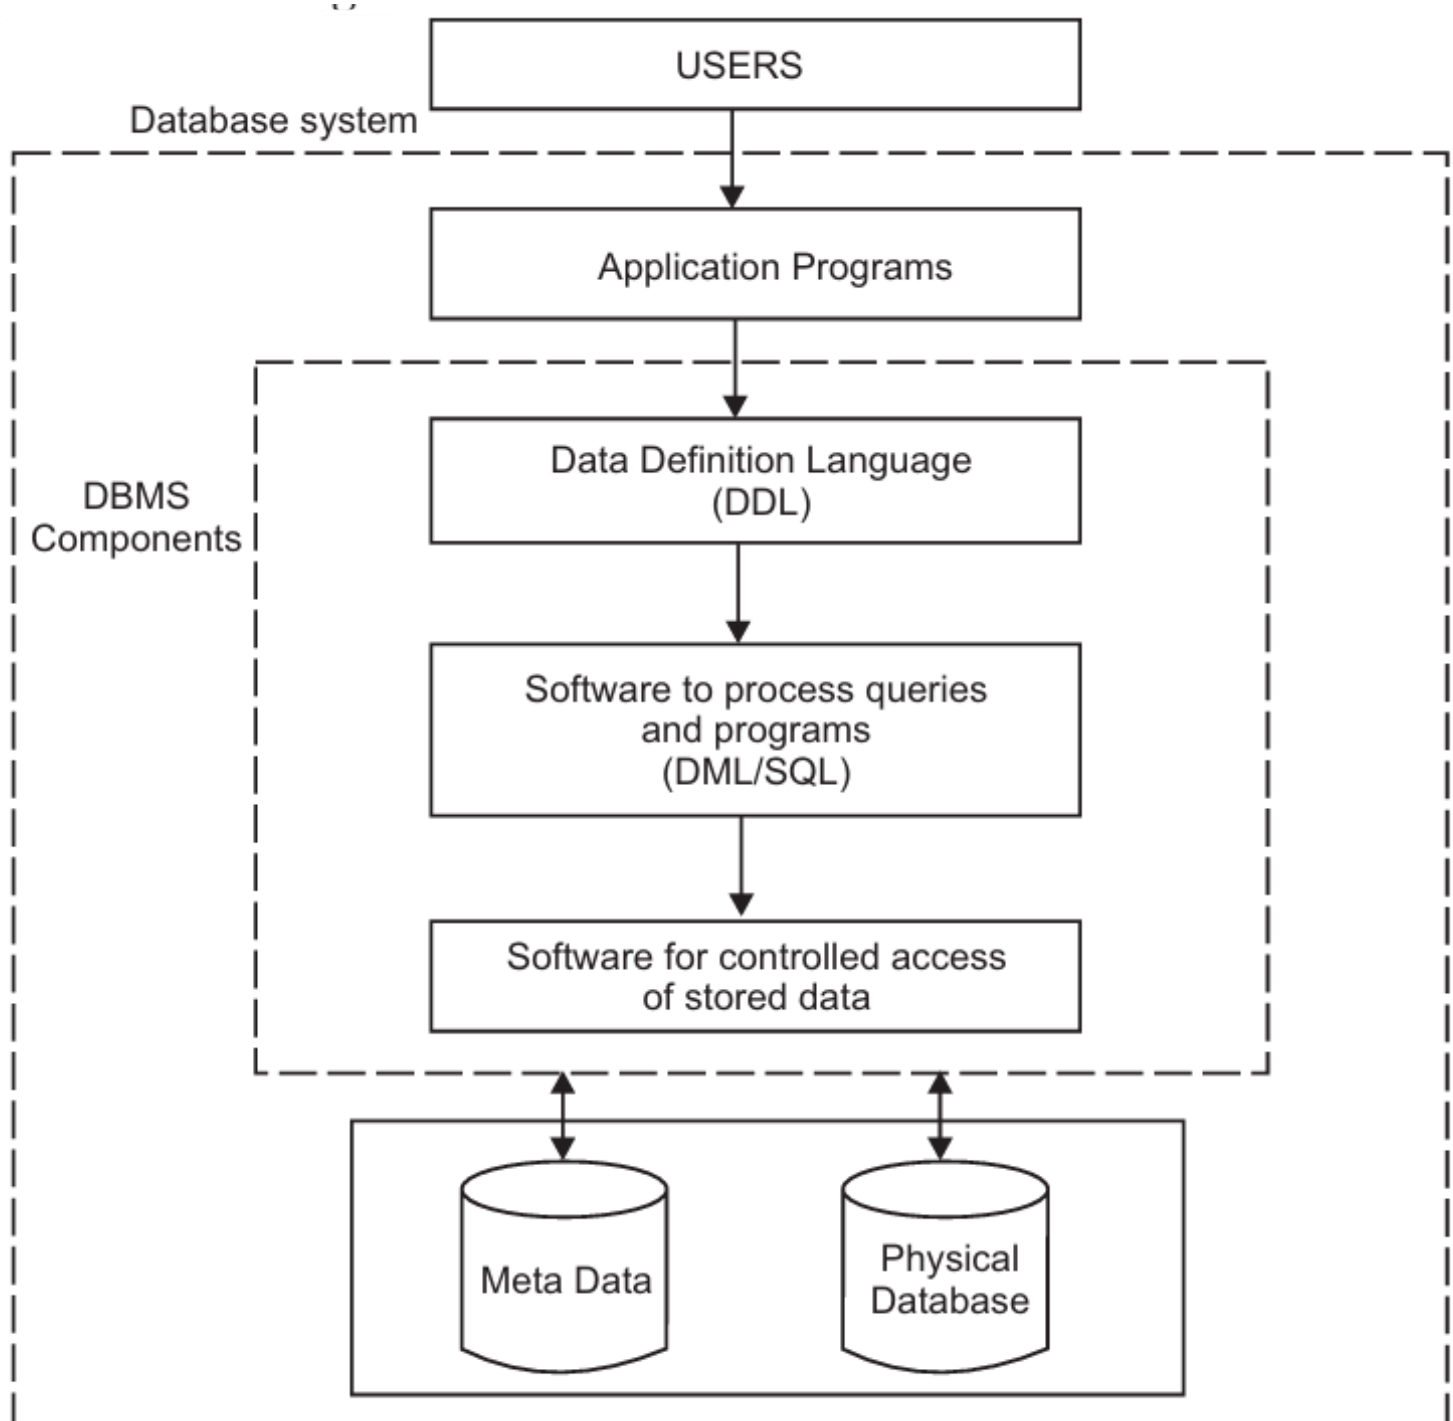 USERS
Database system
Application Programs
Data Definition Language
(DDL)
DBMS
Components
Software to process queries
and programs
(DML/SQL)
Software for controlled access
of stored data
Meta Data
Physical
Database